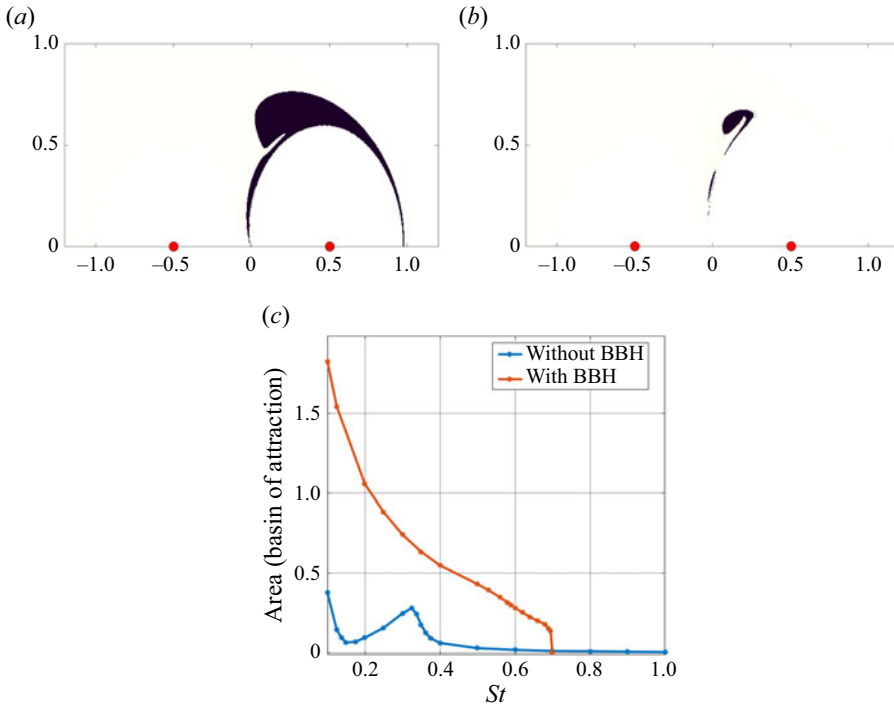 (a) (b)
1.0 1.0
0.5 0.5
0 0
–1.0 –0.5 0 0.5 1.0 –1.0 –0.5 0 0.5 1.0
(c)
Without BBH
With BBH
1.5
1.0
0.5
0
Area (basin of attraction)
0.2 0.4 0.6 0.8 1.0
St